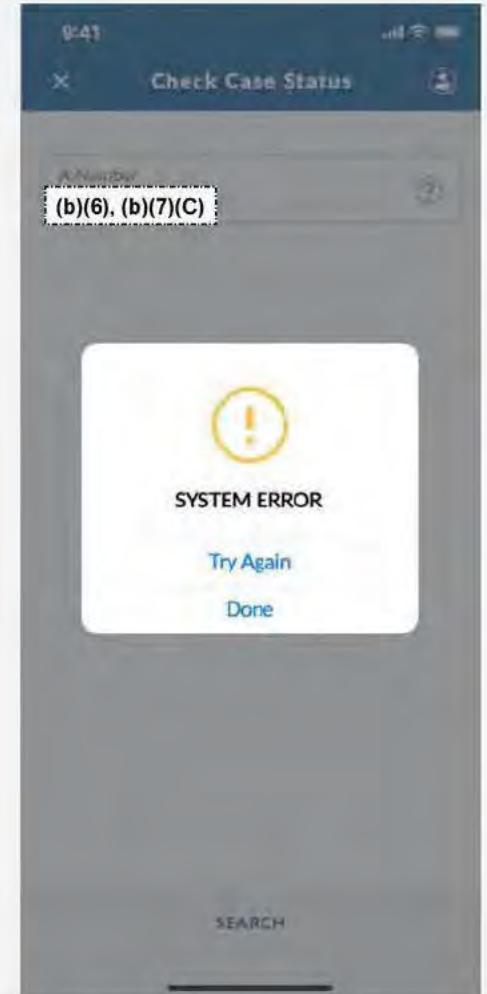 9:41
Check Case Status
A-Number
(b)(6), (b)(7)(C)
SYSTEM ERROR
Try Again
Done
SEARCH